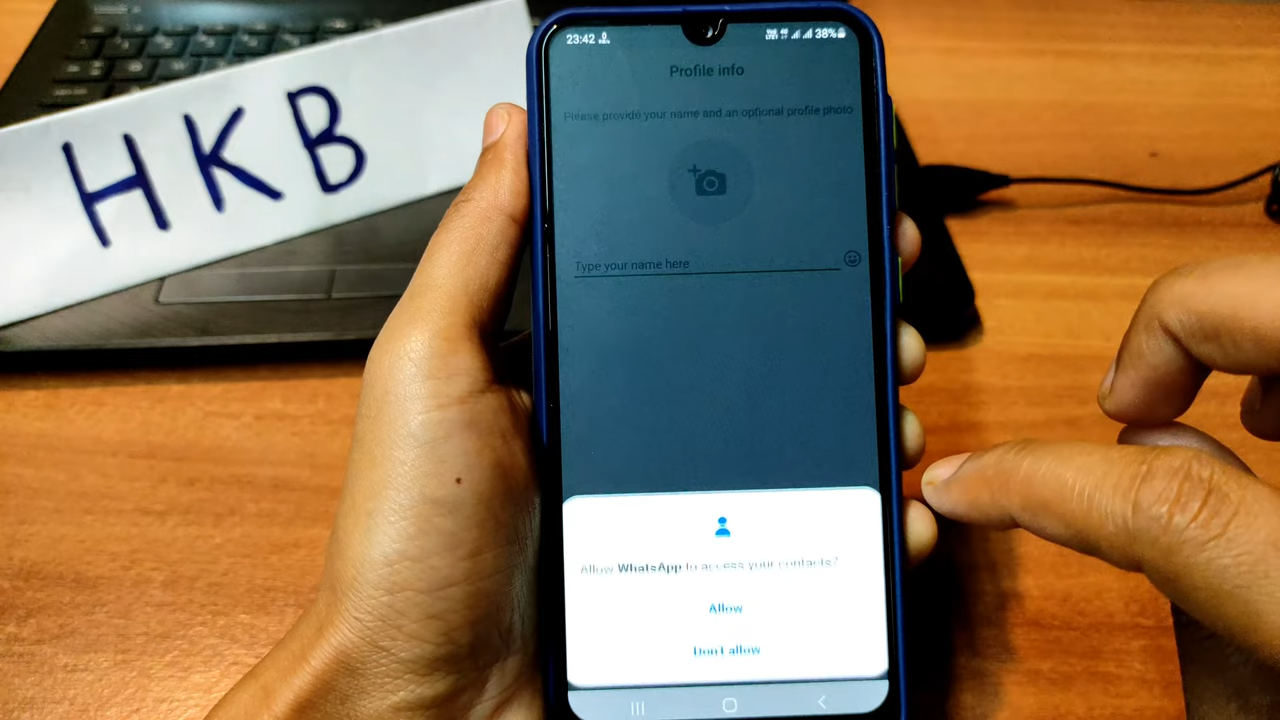 HKB
23:42
38%
Profile info
Please provide your name and an optional profile photo
Type your name here
Allow WhatsApp to access your contacts?
Allow
Don't allow